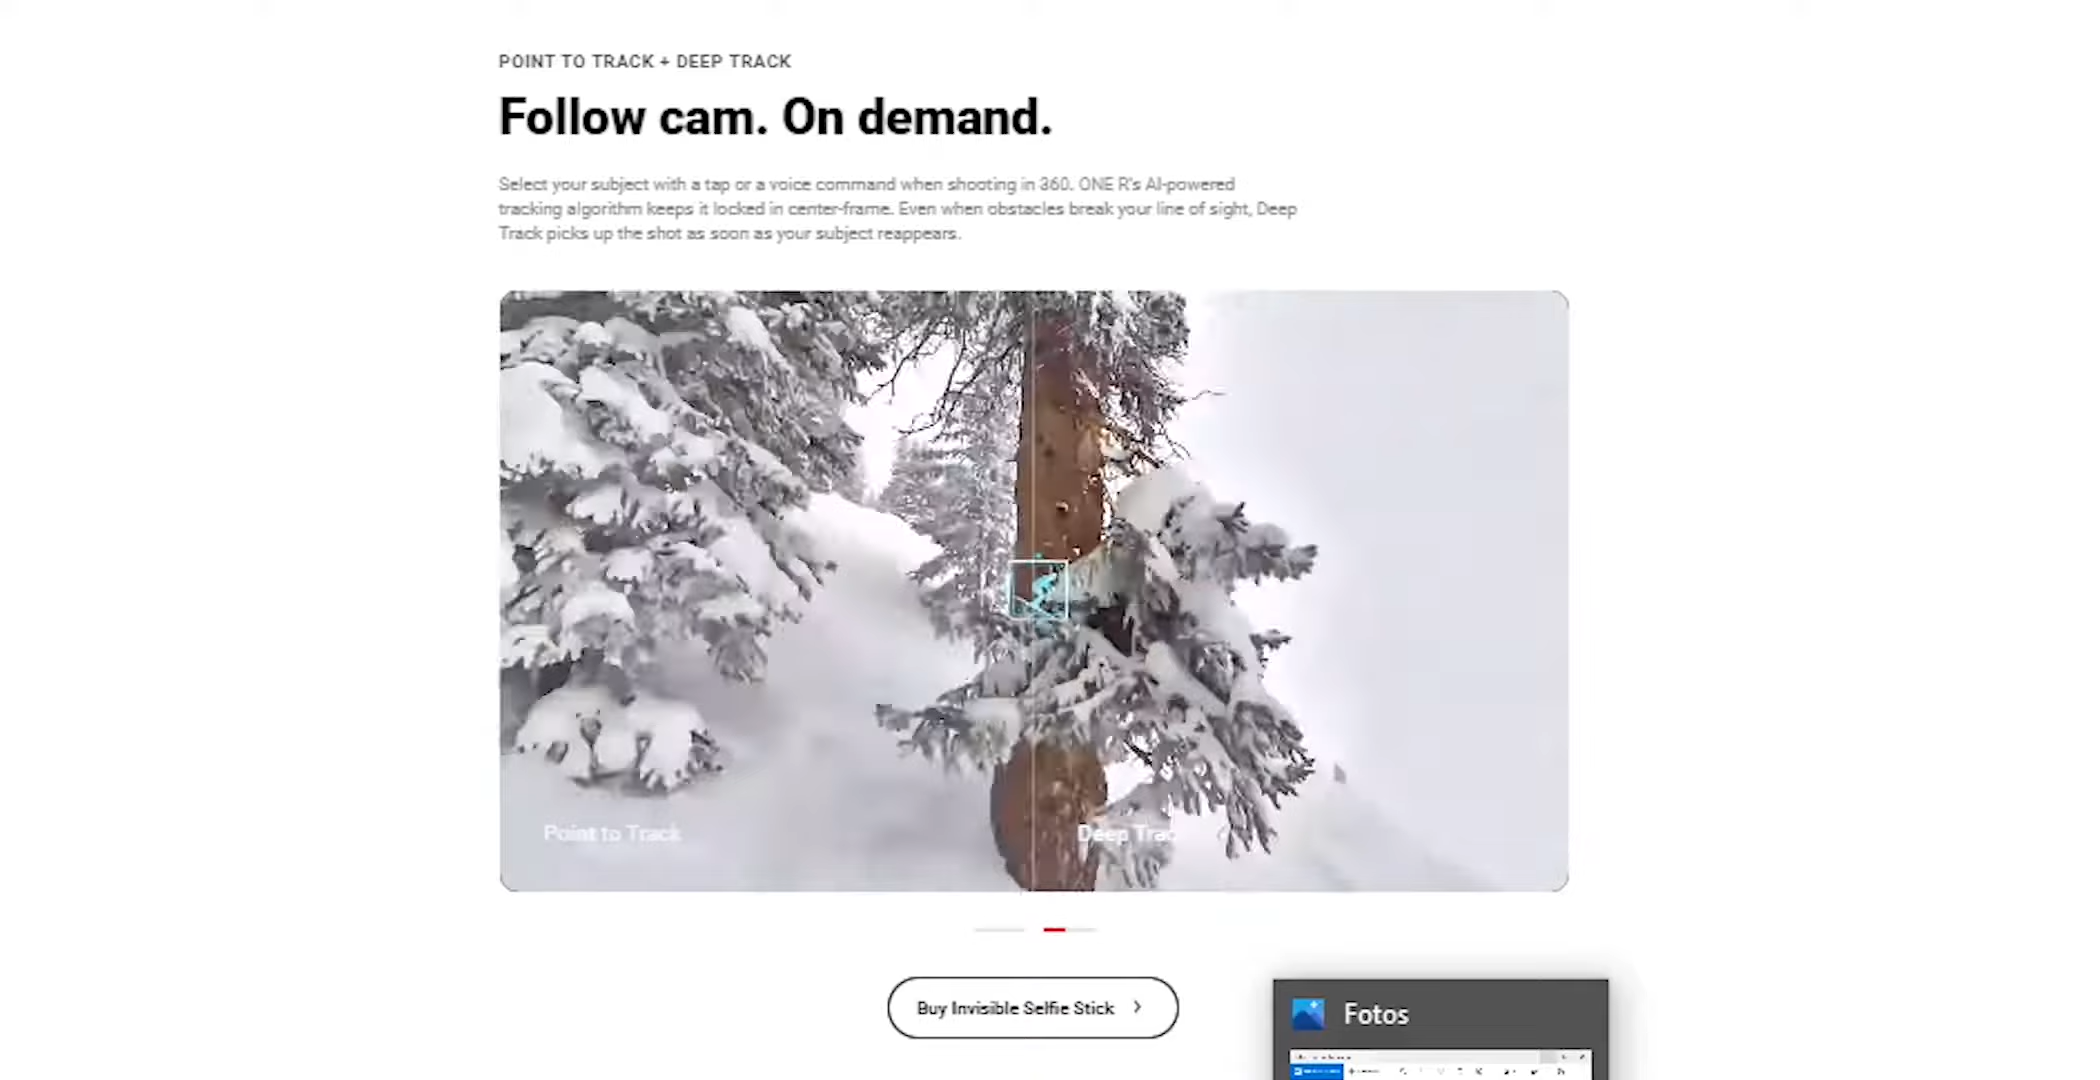 POINT TO TRACK + DEEP TRACK
Follow cam. On demand.
Select your subject with a tap or a voice command when shooting in 360. ONE R's AI-powered
tracking algorithm keeps it locked in center-frame. Even when obstacles break your line of sight, Deep
Track picks up the shot as soon as your subject reappears.
Point to Track
Deep Trac
Buy Invisible Selfie Stick
Fotos